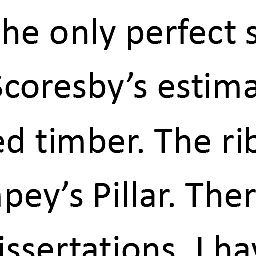 he only perfect s
Scoresby’s estima
ed timber. The rib
pey’s Pillar. Ther
issertations. I hav